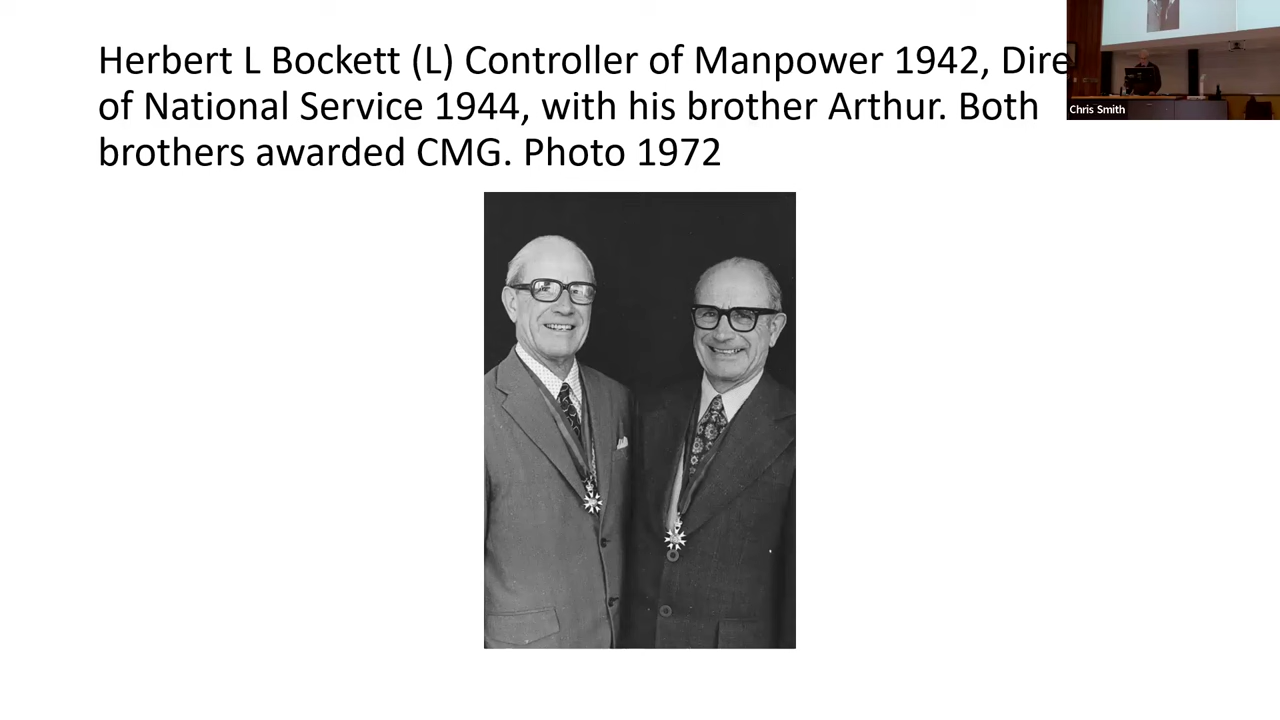 Herbert L Bockett (L) Controller of Manpower 1942, Dire
of National Service 1944, with his brother Arthur. Both
brothers awarded CMG. Photo 1972
Chris Smith